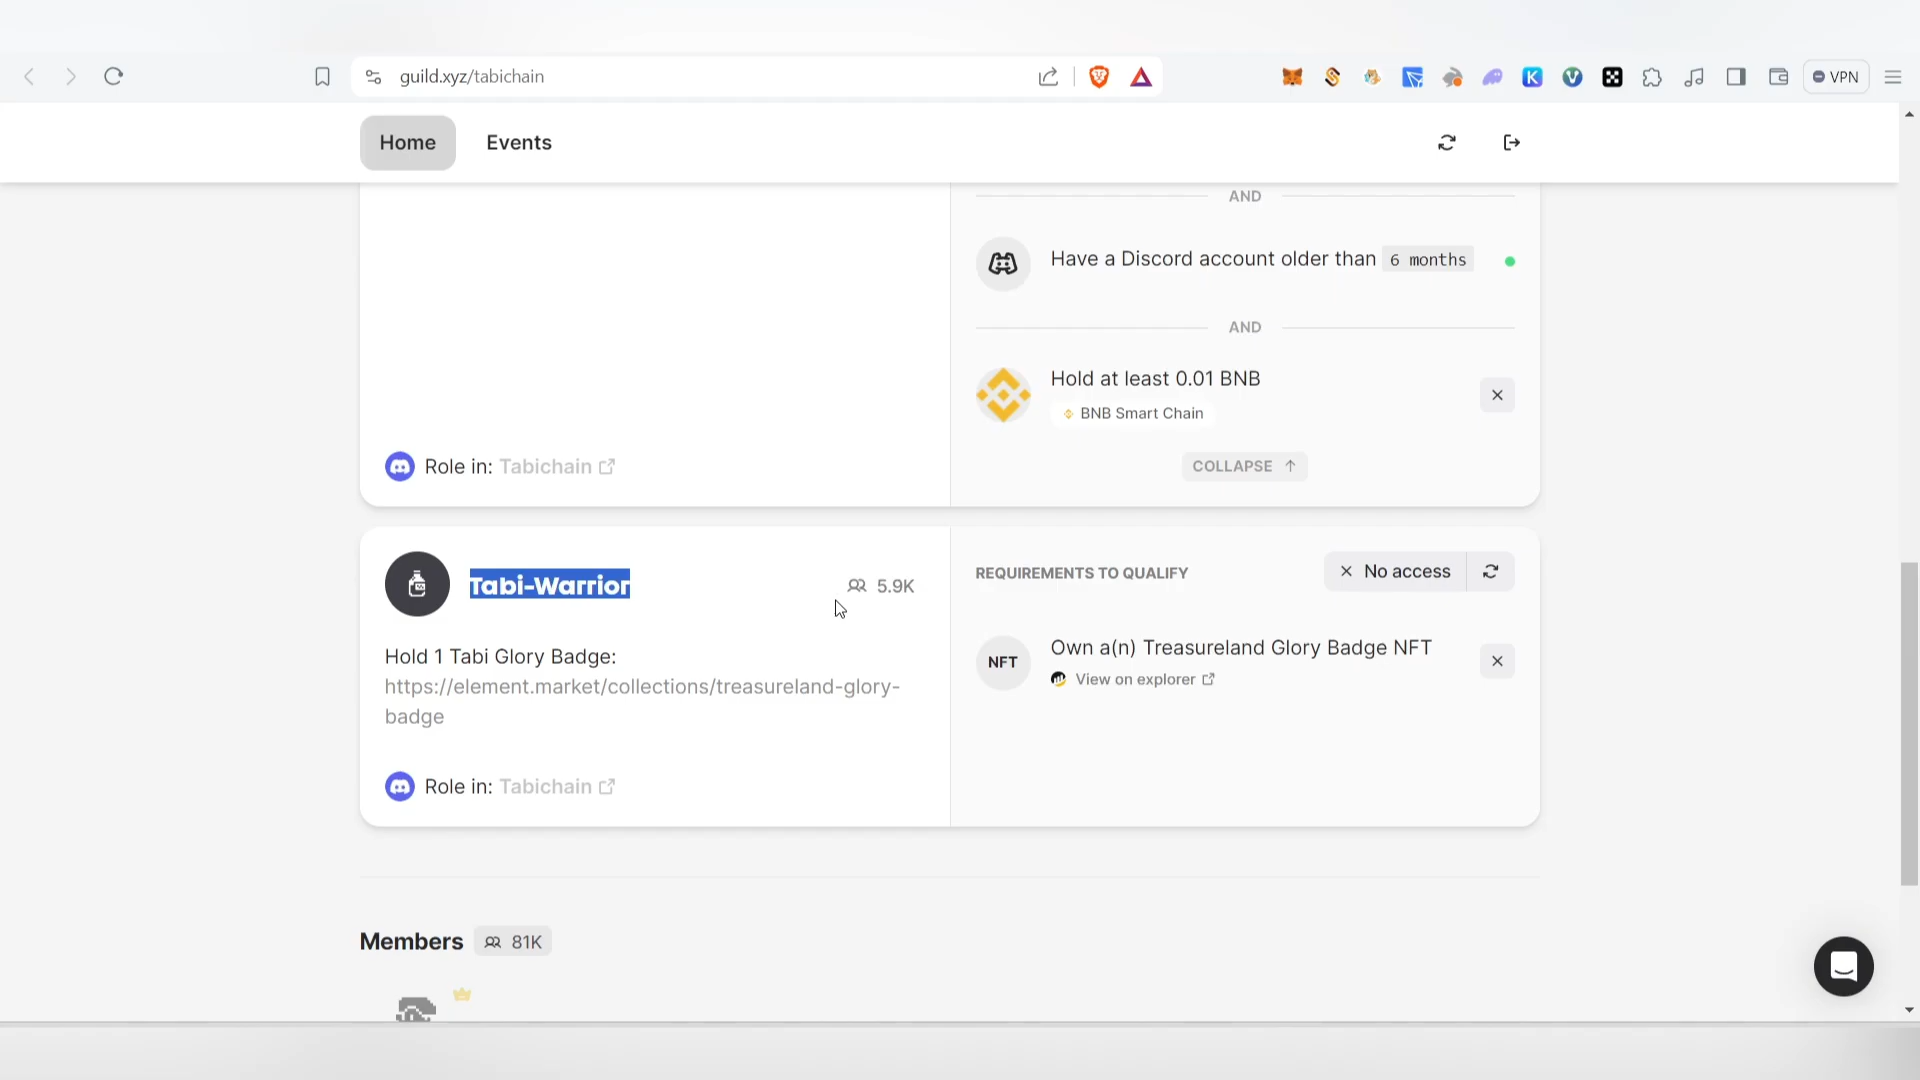 guild.xyz/tabichain
VPN
Home
Events
AND
Have a Discord account older than 6 months
AND
Hold at least 0.01 BNB
BNB Smart Chain
Role in: Tabichain
COLLAPSE
Tabi-Warrior
5.9K
Hold 1 Tabi Glory Badge:
https://element.market/collections/treasureland-glory-
badge
Role in: Tabichain
REQUIREMENTS TO QUALIFY
No access
NFT
Own a(n) Treasureland Glory Badge NFT
View on explorer
Members
81K